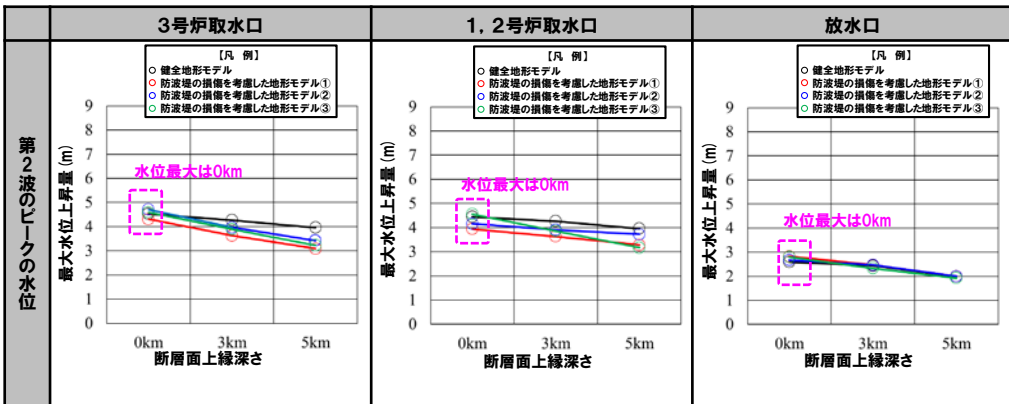 3号炉取水口
1，2号炉取水口
放水口
第2波のピークの水位
【凡 例】
健全地形モデル
防波堤の損傷を考慮した地形モデル①
防波堤の損傷を考慮した地形モデル②
防波堤の損傷を考慮した地形モデル③
最大水位上昇量(m)
9
8
7
6
5
4
3
2
1
0
水位最大は0km
0km 3km 5km
断層面上縁深さ
【凡 例】
健全地形モデル
防波堤の損傷を考慮した地形モデル①
防波堤の損傷を考慮した地形モデル②
防波堤の損傷を考慮した地形モデル③
最大水位上昇量(m)
9
8
7
6
5
4
3
2
1
0
水位最大は0km
0km 3km 5km
断層面上縁深さ
【凡 例】
健全地形モデル
防波堤の損傷を考慮した地形モデル①
防波堤の損傷を考慮した地形モデル②
防波堤の損傷を考慮した地形モデル③
最大水位上昇量(m)
9
8
7
6
5
4
3
2
1
0
水位最大は0km
0km 3km 5km
断層面上縁深さ